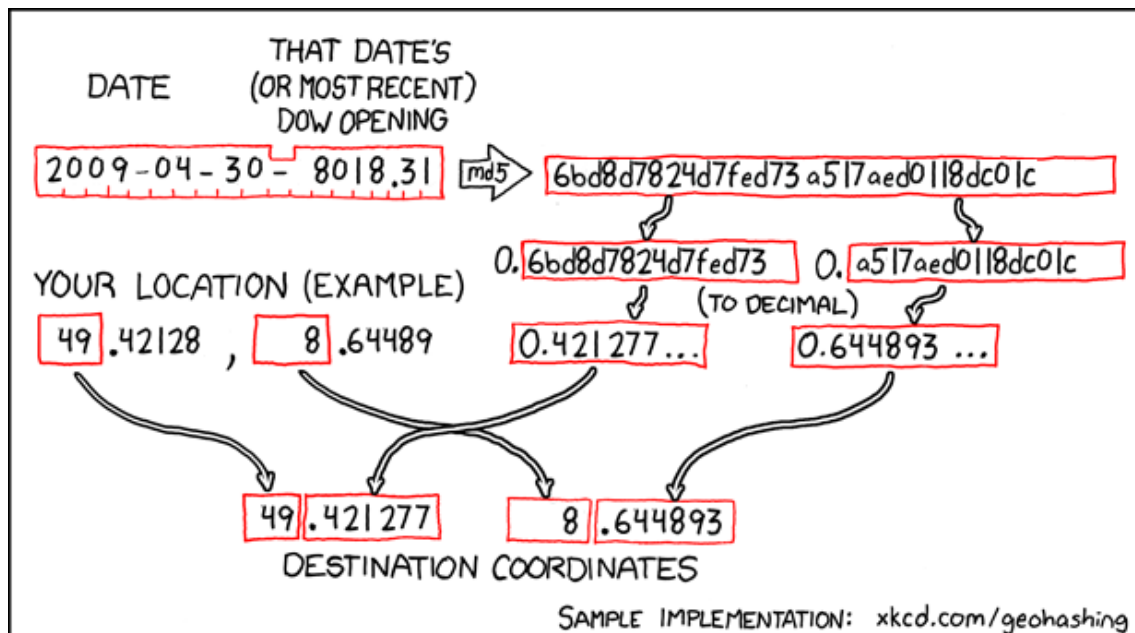 DATE
THAT DATE'S
(OR MOST RECENT)
DOW OPENING
2009-04-30- 8018.31
md5
6bd8d7824d7fed73a517aed0118dc01c
0. 6bd8d7824d7fed73
0. a517aed0118dc01c
(TO DECIMAL)
YOUR LOCATION (EXAMPLE)
49 .42128 , 8 .64489
0.421277...
0.644893 ...
49 .421277
8 .644893
DESTINATION COORDINATES
SAMPLE IMPLEMENTATION: xkcd.com/geohashing